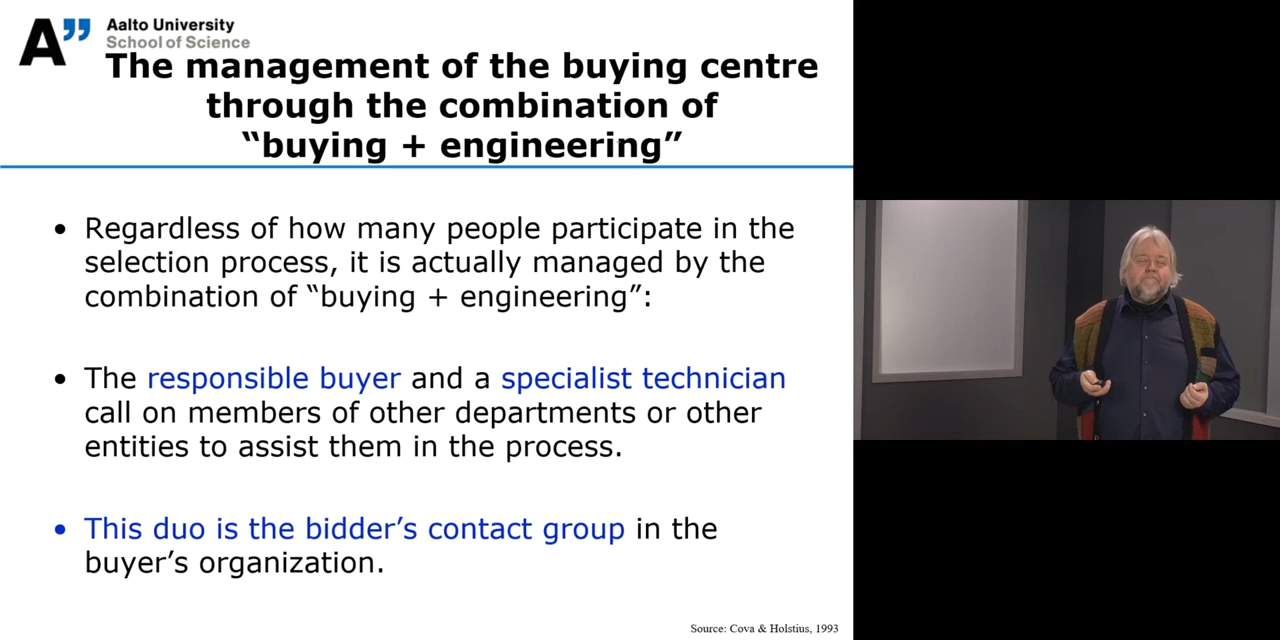 Aalto University
School of Science
The management of the buying centre
through the combination of
“buying + engineering”
• Regardless of how many people participate in the
selection process, it is actually managed by the
combination of “buying + engineering”:
• The responsible buyer and a specialist technician
call on members of other departments or other
entities to assist them in the process.
• This duo is the bidder’s contact group in the
buyer’s organization.
Source: Cova & Holstius, 1993